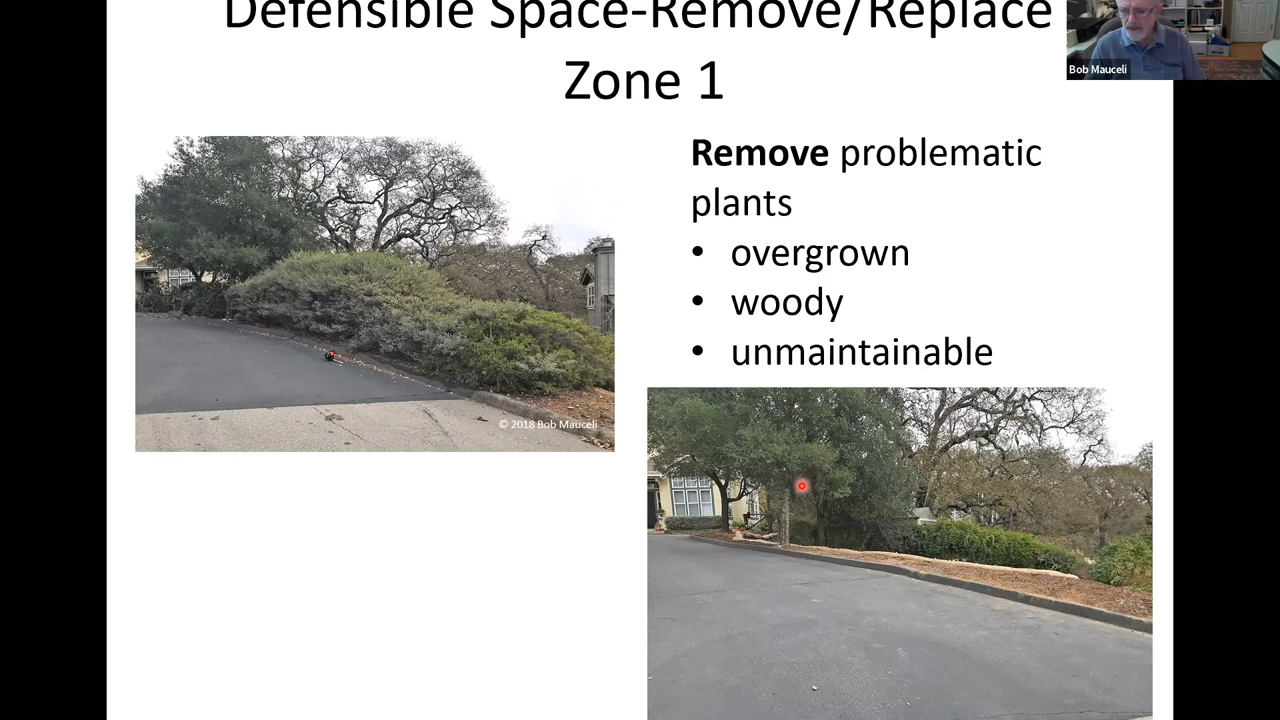 Defensible Space-Remove/Replace
Zone 1
Bob Mauceli
Remove problematic
plants
• overgrown
• woody
• unmaintainable
© 2018 Bob Mauceli